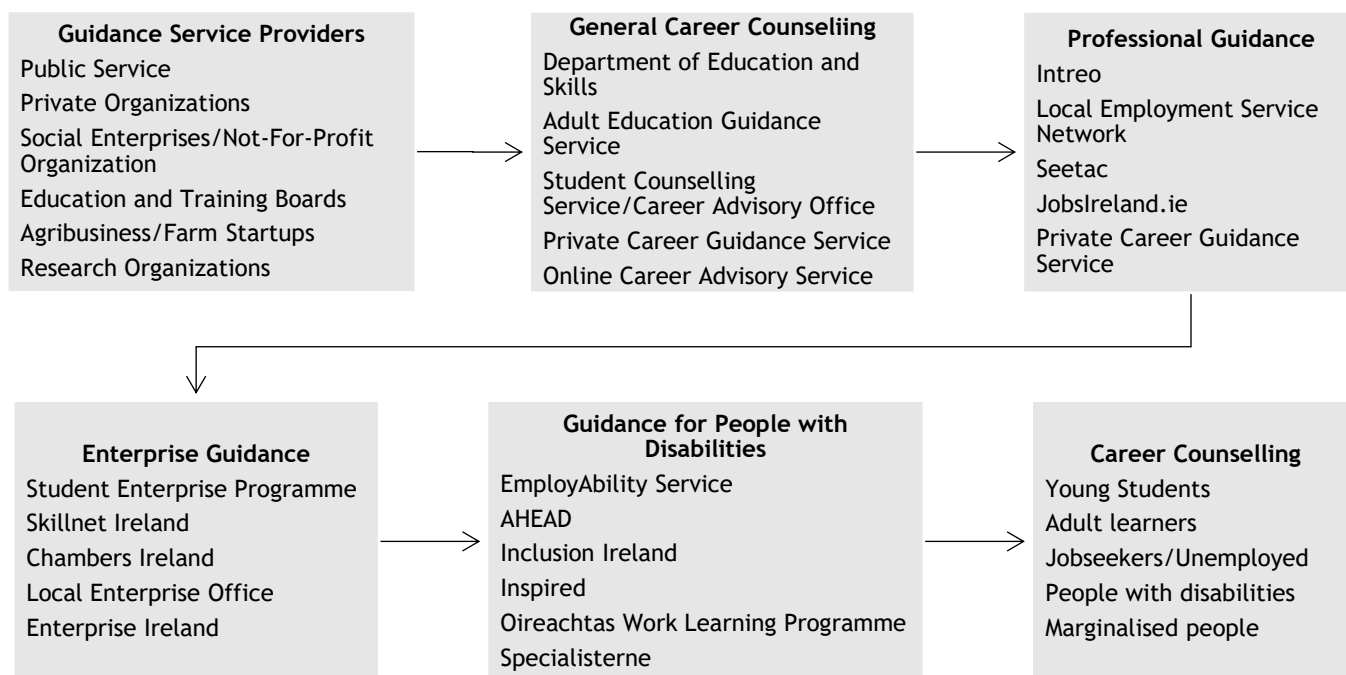 Guidance Service Providers
Public Service
Private Organizations
Social Enterprises/Not-For-Profit
Organization
Education and Training Boards
Agribusiness/Farm Startups
Research Organizations
General Career Counseliing
Department of Education and
Skills
Adult Education Guidance
Service
Student Counselling
Service/Career Advisory Office
Private Career Guidance Service
Online Career Advisory Service
Professional Guidance
Intreo
Local Employment Service
Network
Seetac
JobsIreland.ie
Private Career Guidance
Service
Enterprise Guidance
Student Enterprise Programme
Skillnet Ireland
Chambers Ireland
Local Enterprise Office
Enterprise Ireland
Guidance for People with
Disabilities
EmployAbility Service
AHEAD
Inclusion Ireland
Inspired
Oireachtas Work Learning Programme
Specialisterne
Career Counselling
Young Students
Adult learners
Jobseekers/Unemployed
People with disabilities
Marginalised people